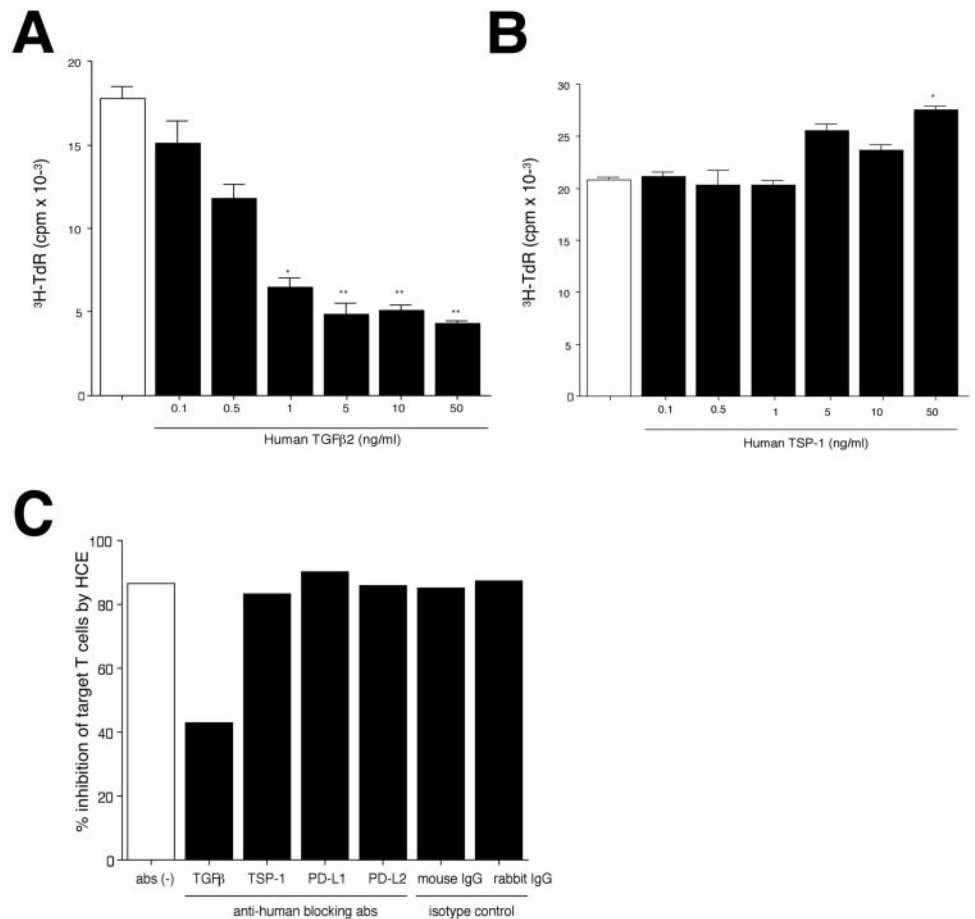 A
20
15
10
5
0
³H-TdR (cpm x 10⁻³)
* ** ** **
0.1 0.5 1 5 10 50
Human TGFβ2 (ng/ml)
B
30
25
20
15
10
5
0
³H-TdR (cpm x 10⁻³)
*
0.1 0.5 1 5 10 50
Human TSP-1 (ng/ml)
C
100
80
60
40
20
0
% inhibition of target T cells by HCE
abs (-) TGFβ TSP-1 PD-L1 PD-L2 mouse IgG rabbit IgG
anti-human blocking abs isotype control